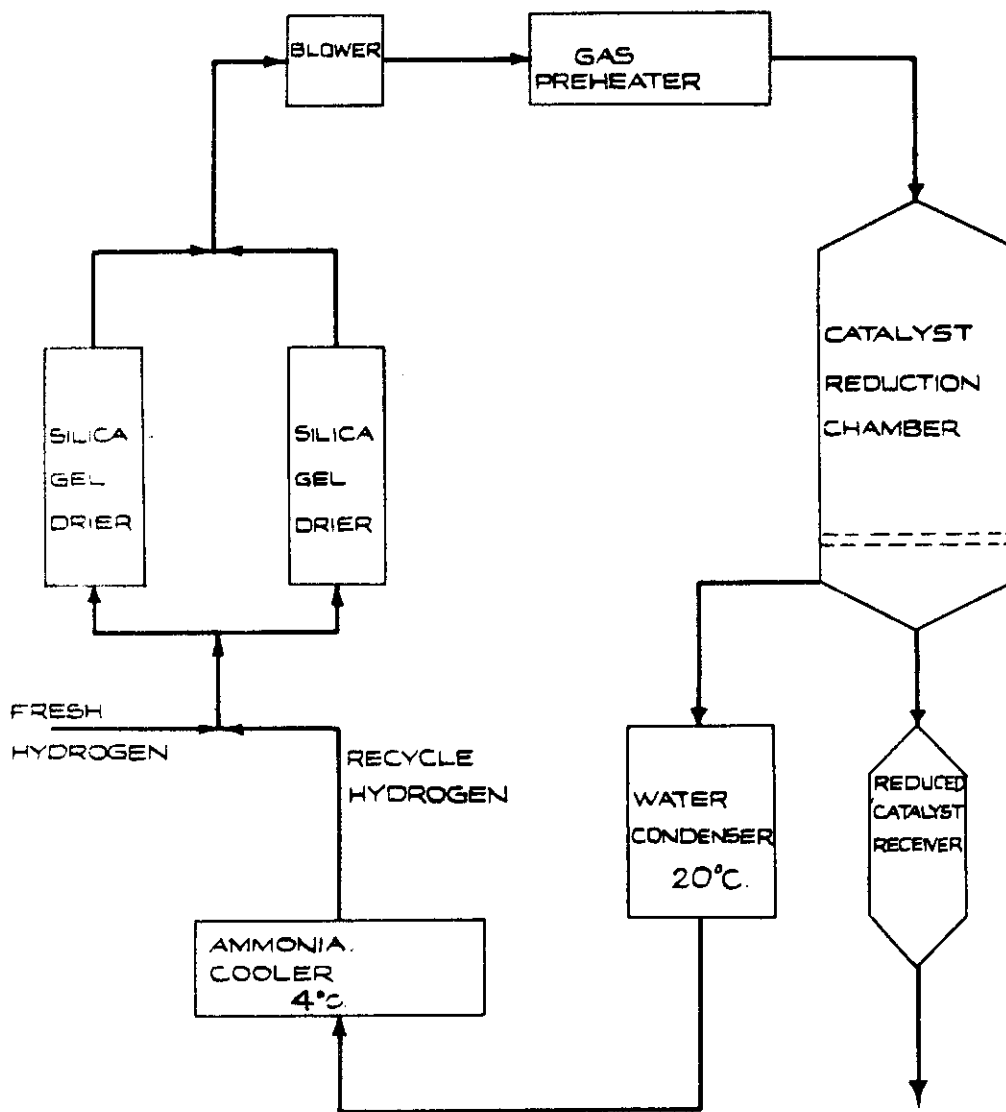 BLOWER
GAS
PREHEATER
CATALYST
REDUCTION
CHAMBER
SILICA
GEL
DRIER
SILICA
GEL
DRIER
FRESH
HYDROGEN
RECYCLE
HYDROGEN
WATER
CONDENSER
20°C.
REDUCED
CATALYST
RECEIVER
AMMONIA.
COOLER
4°C.